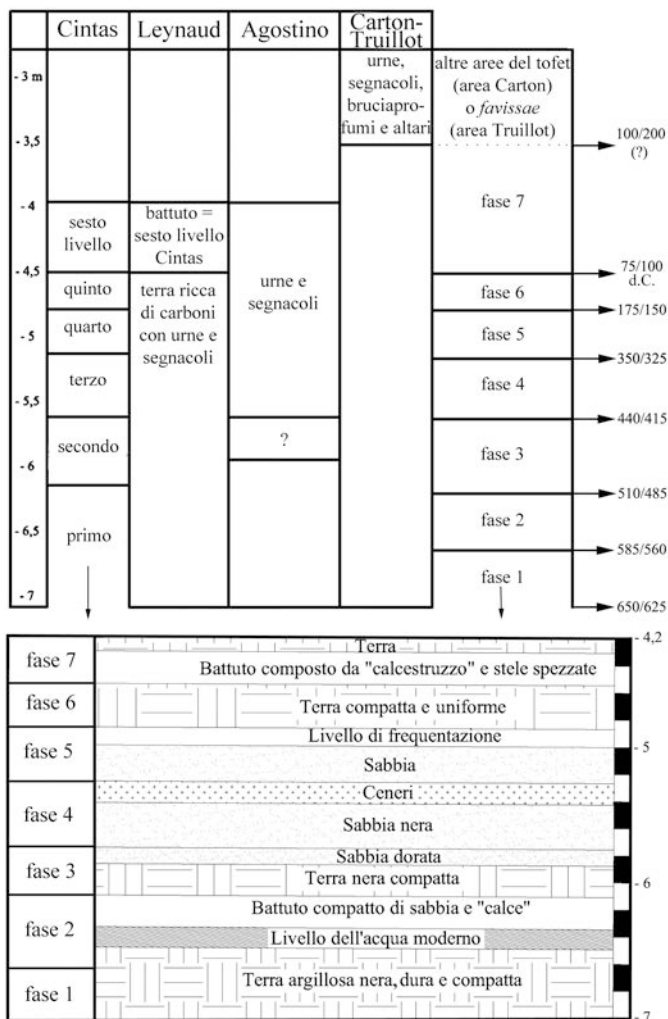 Cintas
Leynaud
Agostino
Carton-
Truillot
- 3 m
- 3,5
- 4
- 4,5
- 5
- 5,5
- 6
- 6,5
- 7
sesto
livello
quinto
quarto
terzo
secondo
primo
battuto =
sesto livello
Cintas
terra ricca
di carboni
con urne e
segnacoli
urne e
segnacoli
?
urne,
segnacoli,
bruciapro-
fumi e altari
altre aree del tofet
(area Carton)
o favissae
(area Truillot)
fase 7
fase 6
fase 5
fase 4
fase 3
fase 2
fase 1
100/200
(?)
75/100
d.C.
175/150
350/325
440/415
510/485
585/560
650/625
fase 7
fase 6
fase 5
fase 4
fase 3
fase 2
fase 1
Terra
Battuto composto da "calcestruzzo" e stele spezzate
Terra compatta e uniforme
Livello di frequentazione
Sabbia
Ceneri
Sabbia nera
Sabbia dorata
Terra nera compatta
Battuto compatto di sabbia e "calce"
Livello dell'acqua moderno
Terra argillosa nera, dura e compatta
- 4,2
- 5
- 6
- 7